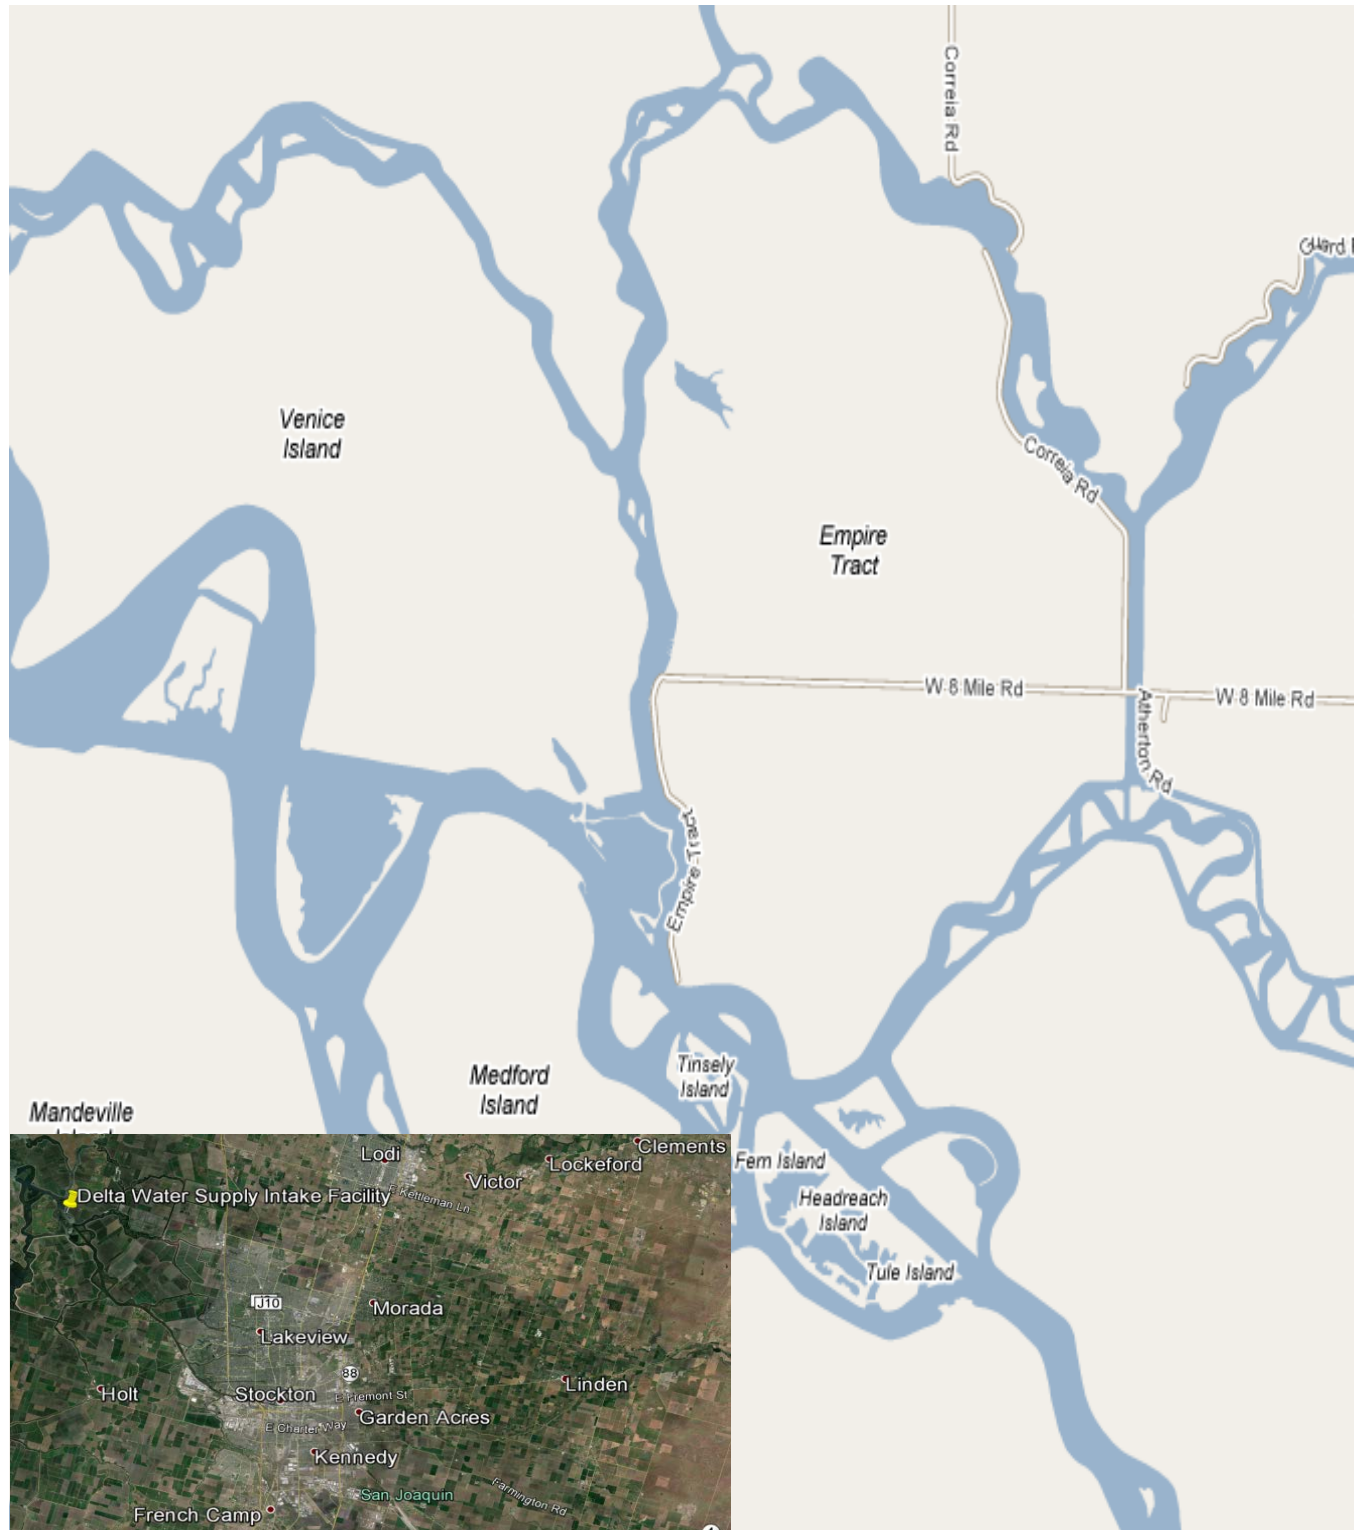 Correia Rd
Guard
Venice
Island
Correia Rd
Empire
Tract
W 8 Mile Rd
W 8 Mile Rd
Atherton Rd
Empire Tract
Tinsely
Island
Medford
Island
Mandeville
Fern Island
Headreach
Island
Tule Island
Clements
Lodi
Lockeford
Victor
Delta Water Supply Intake Facility
E Kettleman Ln
J10
Morada
Lakeview
88
Linden
Holt
Stockton
E Fremont St
Garden Acres
E Charter Way
Kennedy
San Joaquin
Farmington Rd
French Camp